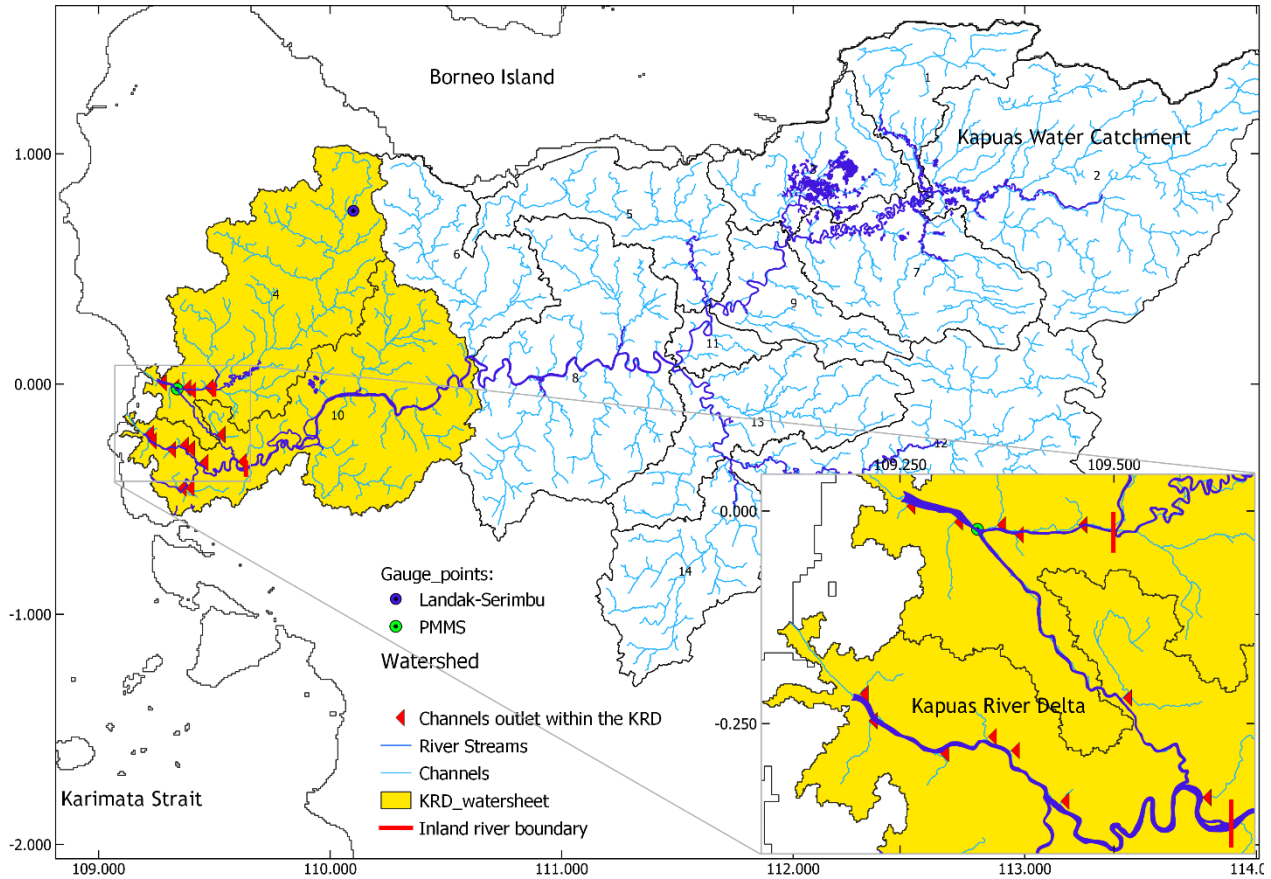 Borneo Island
1
Kapuas Water Catchment
1.000
2
3
5
6
7
4
9
11
8
0.000
10
13
12
109.250
109.500
0.000
14
Gauge_points:
Landak-Serimbu
PMMS
-1.000
Watershed
Channels outlet within the KRD
Kapuas River Delta
-0.250
River Streams
Channels
Karimata Strait
KRD_watersheet
Inland river boundary
-2.000
109.000
110.000
111.000
112.000
113.000
114.000